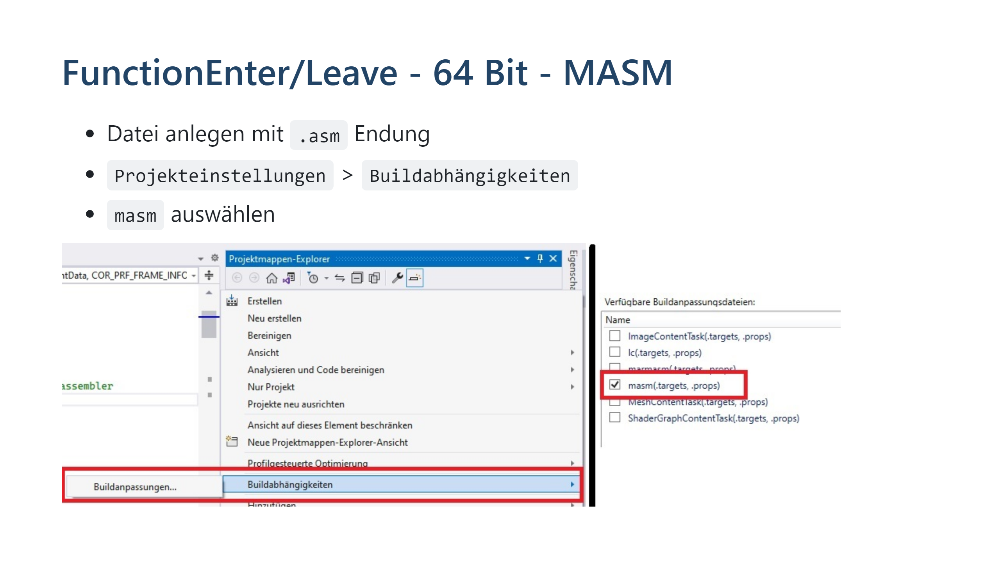 FunctionEnter/Leave - 64 Bit - MASM
Datei anlegen mit .asm Endung
Projekteinstellungen > Buildabhängigkeiten
masm auswählen
Projektmappen-Explorer
COR_PRF_FRAME_INFO
Erstellen
Neu erstellen
Bereinigen
Ansicht
Analysieren und Code bereinigen
Nur Projekt
assembler
Projekte neu ausrichten
Ansicht auf dieses Element beschränken
Neue Projektmappen-Explorer-Ansicht
Profilgesteuerte Optimierung
Buildanpassungen...
Buildabhängigkeiten
Hinzufügen
Verfügbare Buildanpassungsdateien:
Name
ImageContentTask(.targets, .props)
lc(.targets, .props)
marmasm(.targets, .props)
masm(.targets, .props)
MeshContentTask(.targets, .props)
ShaderGraphContentTask(.targets, .props)